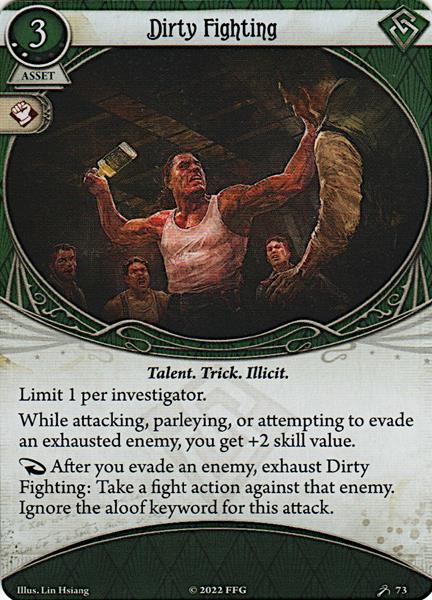 3
Dirty Fighting
ASSET
Talent. Trick. Illicit.
Limit 1 per investigator.
While attacking, parleying, or attempting to evade
an exhausted enemy, you get +2 skill value.
After you evade an enemy, exhaust Dirty
Fighting: Take a fight action against that enemy.
Ignore the aloof keyword for this attack.
Illus. Lin Hsiang © 2022 FFG 73